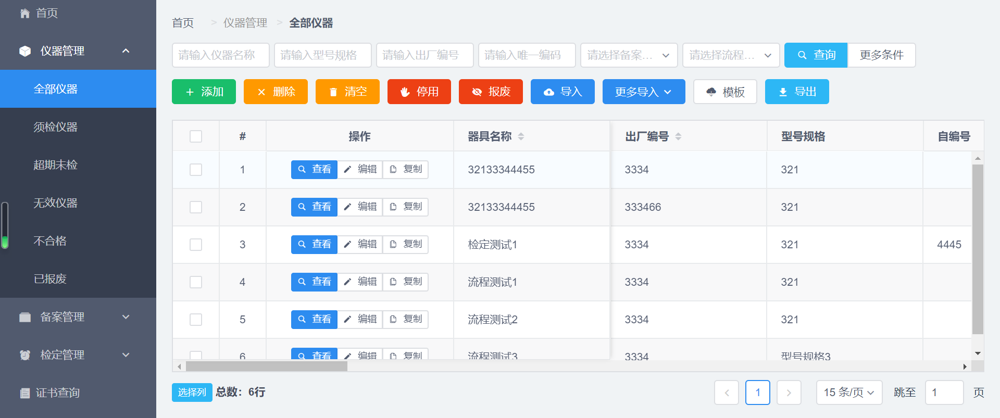 首页
仪器管理
全部仪器
须检仪器
超期未检
无效仪器
不合格
已报废
备案管理
检定管理
证书查询
首页 > 仪器管理 > 全部仪器
请输入仪器名称 请输入型号规格 请输入出厂编号 请输入唯一编码 请选择备案... 请选择流程... 查询 更多条件
添加 删除 清空 停用 报废 导入 更多导入 模板 导出
# 操作 器具名称 出厂编号 型号规格 自编号
1 查看 编辑 复制 32133344455 3334 321
2 查看 编辑 复制 32133344455 333466 321
3 查看 编辑 复制 检定测试1 3334 321 4445
4 查看 编辑 复制 流程测试1 3334 321
5 查看 编辑 复制 流程测试2 3334 321
6 查看 编辑 复制 流程测试3 3334 型号规格3
选择列 总数：6行 1 15 条/页 跳至 1 页